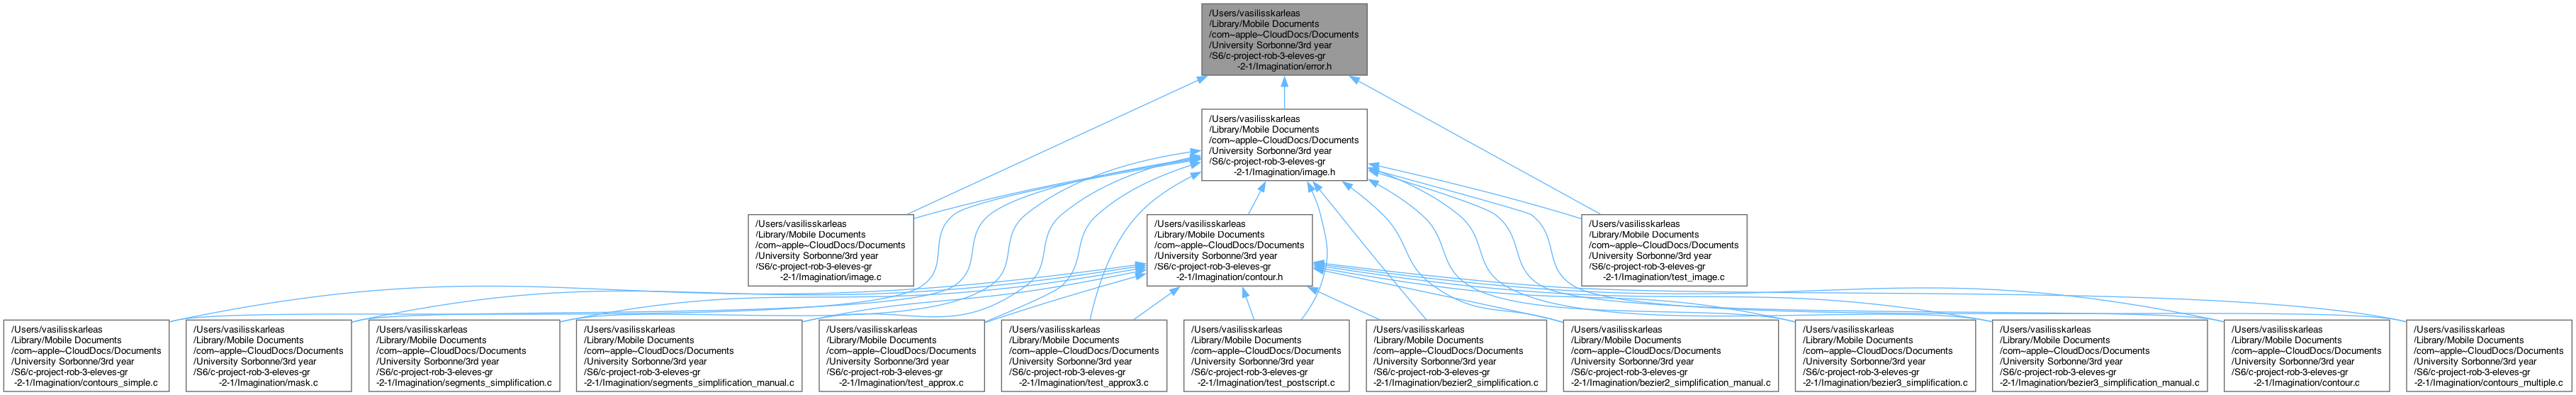 /Users/vasilisskarleas
/Library/Mobile Documents
/com~apple~CloudDocs/Documents
/University Sorbonne/3rd year
/S6/c-project-rob-3-eleves-gr
-2-1/Imagination/error.h
/Users/vasilisskarleas
/Library/Mobile Documents
/com~apple~CloudDocs/Documents
/University Sorbonne/3rd year
/S6/c-project-rob-3-eleves-gr
-2-1/Imagination/image.h
/Users/vasilisskarleas
/Library/Mobile Documents
/com~apple~CloudDocs/Documents
/University Sorbonne/3rd year
/S6/c-project-rob-3-eleves-gr
-2-1/Imagination/image.c
/Users/vasilisskarleas
/Library/Mobile Documents
/com~apple~CloudDocs/Documents
/University Sorbonne/3rd year
/S6/c-project-rob-3-eleves-gr
-2-1/Imagination/contour.h
/Users/vasilisskarleas
/Library/Mobile Documents
/com~apple~CloudDocs/Documents
/University Sorbonne/3rd year
/S6/c-project-rob-3-eleves-gr
-2-1/Imagination/test_image.c
/Users/vasilisskarleas
/Library/Mobile Documents
/com~apple~CloudDocs/Documents
/University Sorbonne/3rd year
/S6/c-project-rob-3-eleves-gr
-2-1/Imagination/contours_simple.c
/Users/vasilisskarleas
/Library/Mobile Documents
/com~apple~CloudDocs/Documents
/University Sorbonne/3rd year
/S6/c-project-rob-3-eleves-gr
-2-1/Imagination/mask.c
/Users/vasilisskarleas
/Library/Mobile Documents
/com~apple~CloudDocs/Documents
/University Sorbonne/3rd year
/S6/c-project-rob-3-eleves-gr
-2-1/Imagination/segments_simplification.c
/Users/vasilisskarleas
/Library/Mobile Documents
/com~apple~CloudDocs/Documents
/University Sorbonne/3rd year
/S6/c-project-rob-3-eleves-gr
-2-1/Imagination/segments_simplification_manual.c
/Users/vasilisskarleas
/Library/Mobile Documents
/com~apple~CloudDocs/Documents
/University Sorbonne/3rd year
/S6/c-project-rob-3-eleves-gr
-2-1/Imagination/test_approx.c
/Users/vasilisskarleas
/Library/Mobile Documents
/com~apple~CloudDocs/Documents
/University Sorbonne/3rd year
/S6/c-project-rob-3-eleves-gr
-2-1/Imagination/test_approx3.c
/Users/vasilisskarleas
/Library/Mobile Documents
/com~apple~CloudDocs/Documents
/University Sorbonne/3rd year
/S6/c-project-rob-3-eleves-gr
-2-1/Imagination/test_postscript.c
/Users/vasilisskarleas
/Library/Mobile Documents
/com~apple~CloudDocs/Documents
/University Sorbonne/3rd year
/S6/c-project-rob-3-eleves-gr
-2-1/Imagination/bezier2_simplification.c
/Users/vasilisskarleas
/Library/Mobile Documents
/com~apple~CloudDocs/Documents
/University Sorbonne/3rd year
/S6/c-project-rob-3-eleves-gr
-2-1/Imagination/bezier2_simplification_manual.c
/Users/vasilisskarleas
/Library/Mobile Documents
/com~apple~CloudDocs/Documents
/University Sorbonne/3rd year
/S6/c-project-rob-3-eleves-gr
-2-1/Imagination/bezier3_simplification.c
/Users/vasilisskarleas
/Library/Mobile Documents
/com~apple~CloudDocs/Documents
/University Sorbonne/3rd year
/S6/c-project-rob-3-eleves-gr
-2-1/Imagination/bezier3_simplification_manual.c
/Users/vasilisskarleas
/Library/Mobile Documents
/com~apple~CloudDocs/Documents
/University Sorbonne/3rd year
/S6/c-project-rob-3-eleves-gr
-2-1/Imagination/contour.c
/Users/vasilisskarleas
/Library/Mobile Documents
/com~apple~CloudDocs/Documents
/University Sorbonne/3rd year
/S6/c-project-rob-3-eleves-gr
-2-1/Imagination/contours_multiple.c